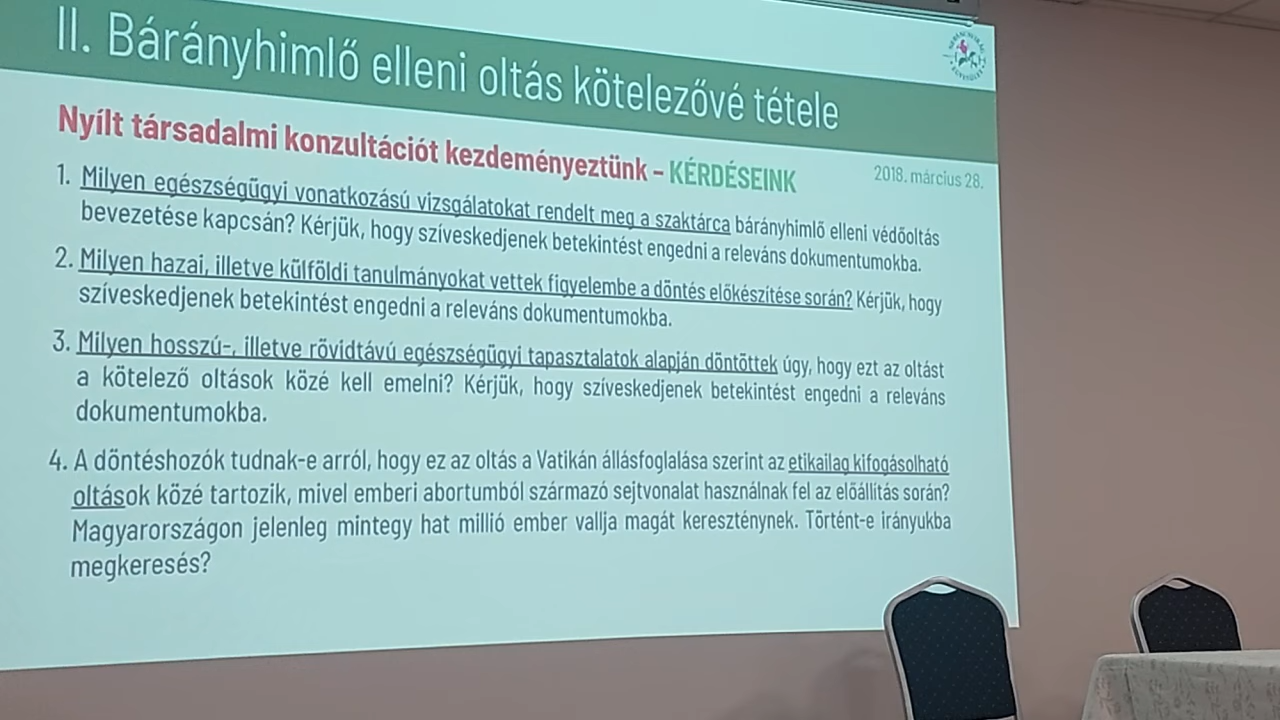 II. Bárányhimlő elleni oltás kötelezővé tétele
Nyílt társadalmi konzultációt kezdeményeztünk – KÉRDÉSEINK
2018. március 28.
1. Milyen egészségügyi vonatkozású vizsgálatokat rendelt meg a szaktárca bárányhimlő elleni védőoltás
bevezetése kapcsán? Kérjük, hogy szíveskedjenek betekintést engedni a releváns dokumentumokba.
2. Milyen hazai, illetve külföldi tanulmányokat vettek figyelembe a döntés előkészítése során? Kérjük, hogy
szíveskedjenek betekintést engedni a releváns dokumentumokba.
3. Milyen hosszú-, illetve rövidtávú egészségügyi tapasztalatok alapján döntöttek úgy, hogy ezt az oltást
a kötelező oltások közé kell emelni? Kérjük, hogy szíveskedjenek betekintést engedni a releváns
dokumentumokba.
4. A döntéshozók tudnak-e arról, hogy ez az oltás a Vatikán állásfoglalása szerint az etikailag kifogásolható
oltások közé tartozik, mivel emberi abortumból származó sejtvonalat használnak fel az előállítás során?
Magyarországon jelenleg mintegy hat millió ember vallja magát kereszténynek. Történt-e irányukba
megkeresés?